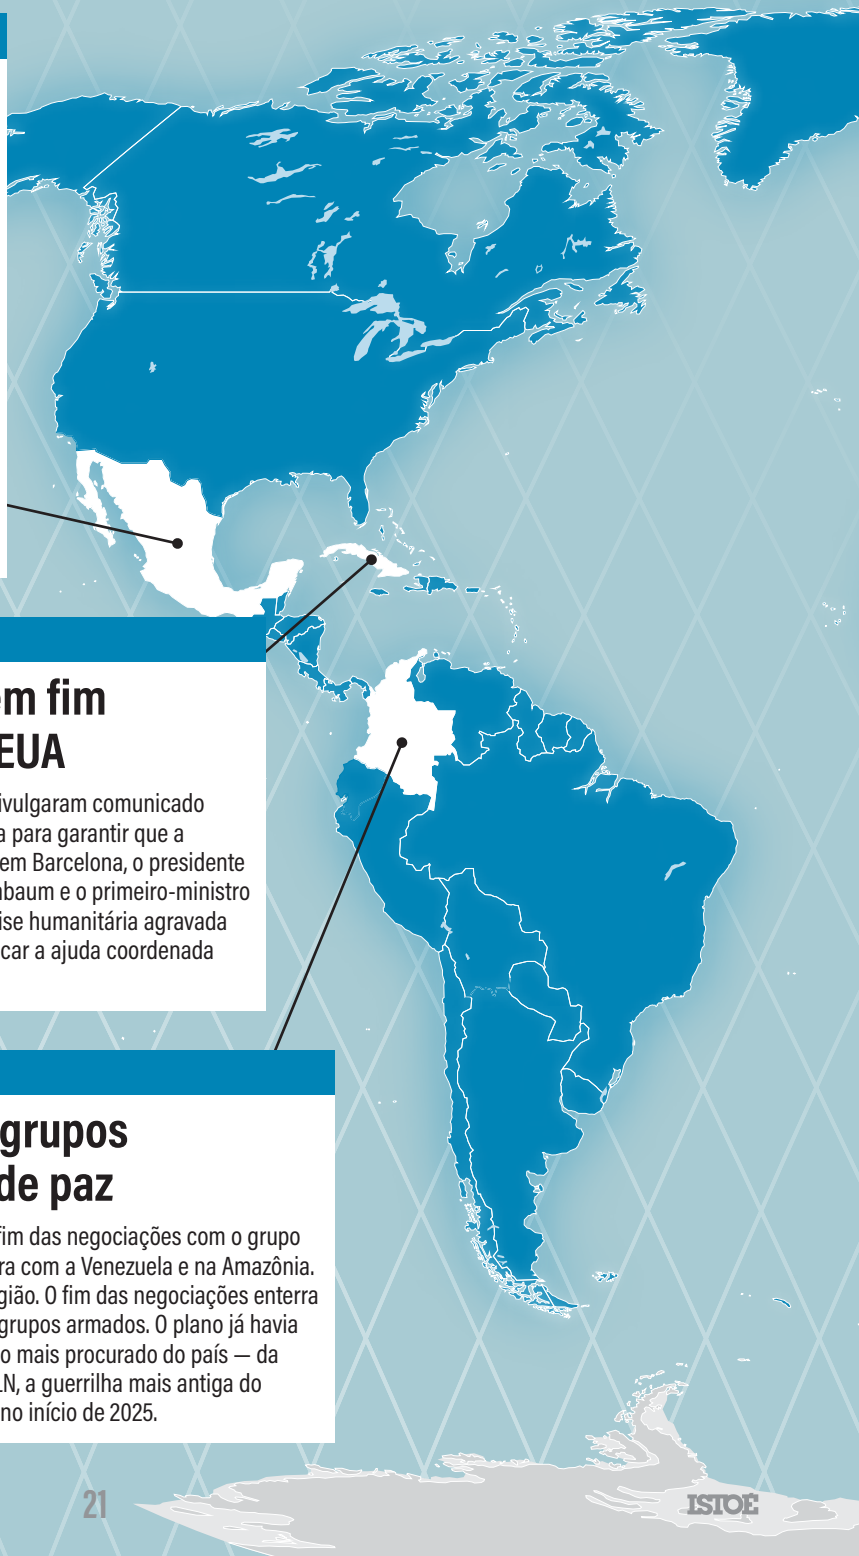 em fim
EUA
ivulgaram comunicado
a para garantir que a
em Barcelona, o presidente
nbaum e o primeiro-ministro
ise humanitária agravada
car a ajuda coordenada
grupos
de paz
fim das negociações com o grupo
ra com a Venezuela e na Amazônia.
gião. O fim das negociações enterra
grupos armados. O plano já havia
o mais procurado do país — da
LN, a guerrilha mais antiga do
no início de 2025.
21
ISTOÉ